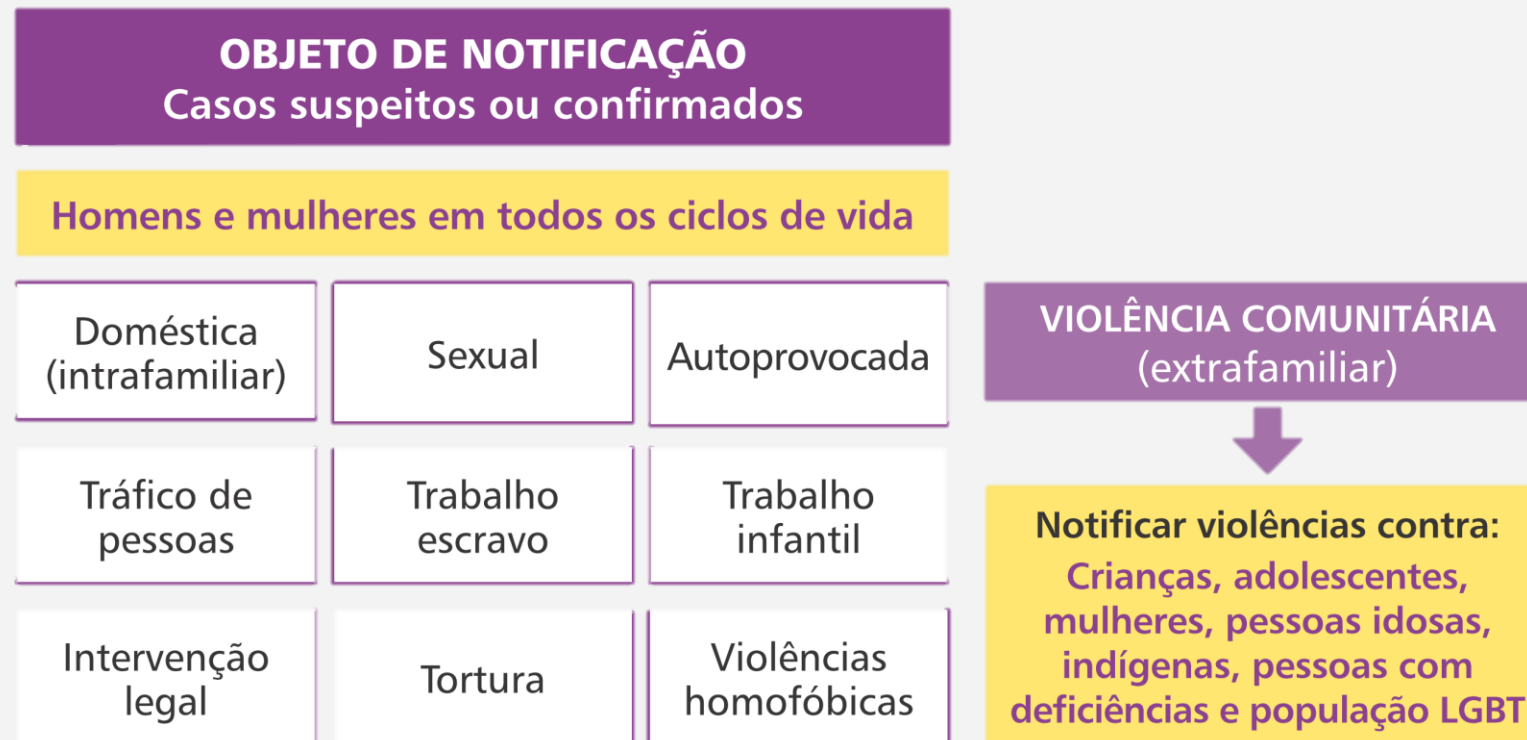 OBJETO DE NOTIFICAÇÃO
Casos suspeitos ou confirmados
Homens e mulheres em todos os ciclos de vida
Doméstica
(intrafamiliar)
Sexual
Autoprovocada
Tráfico de
pessoas
Trabalho
escravo
Trabalho
infantil
Intervenção
legal
Tortura
Violências
homofóbicas
VIOLÊNCIA COMUNITÁRIA
(extrafamiliar)
Notificar violências contra:
Crianças, adolescentes,
mulheres, pessoas idosas,
indígenas, pessoas com
deficiências e população LGBT